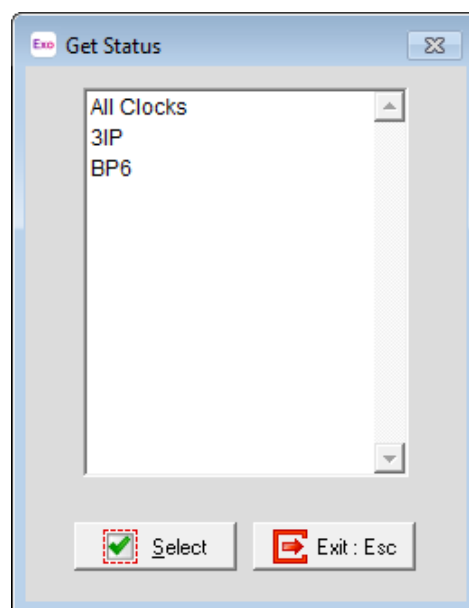 Exo Get Status
All Clocks
3IP
BP6
Select Exit : Esc